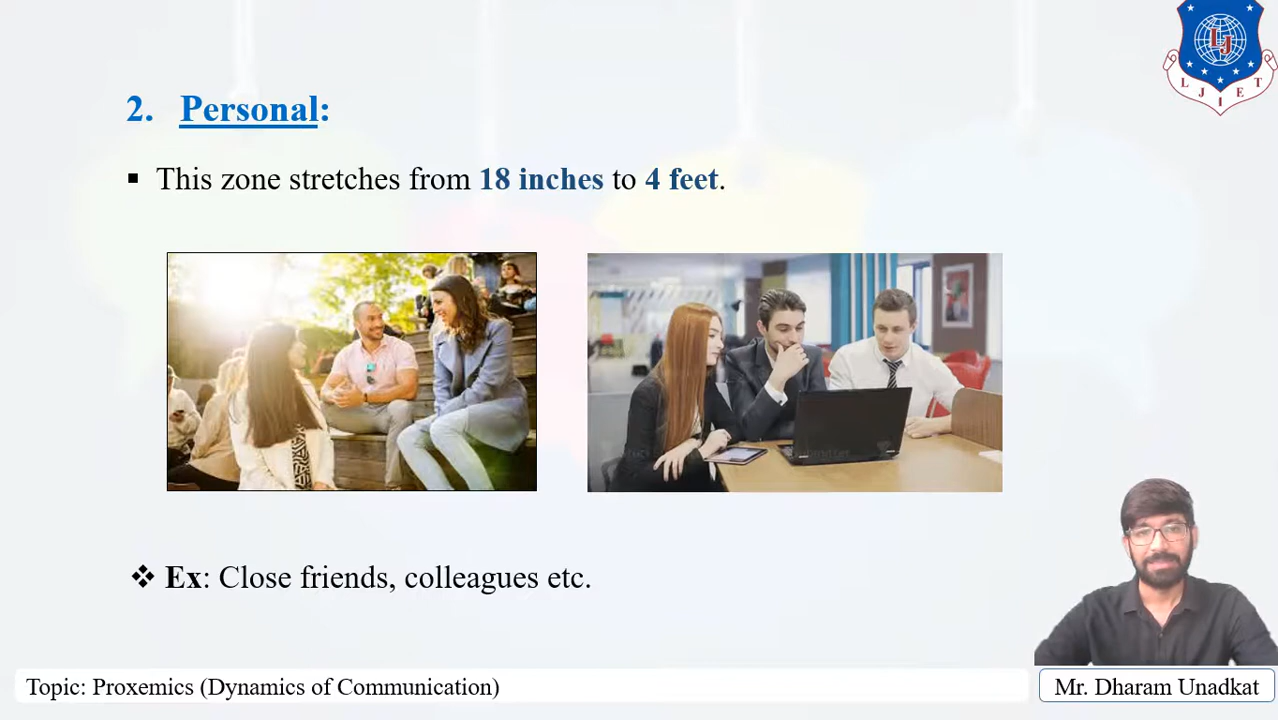 LJ
L J I E T
2. Personal:
▪ This zone stretches from 18 inches to 4 feet.
❖ Ex: Close friends, colleagues etc.
Topic: Proxemics (Dynamics of Communication)
Mr. Dharam Unadkat